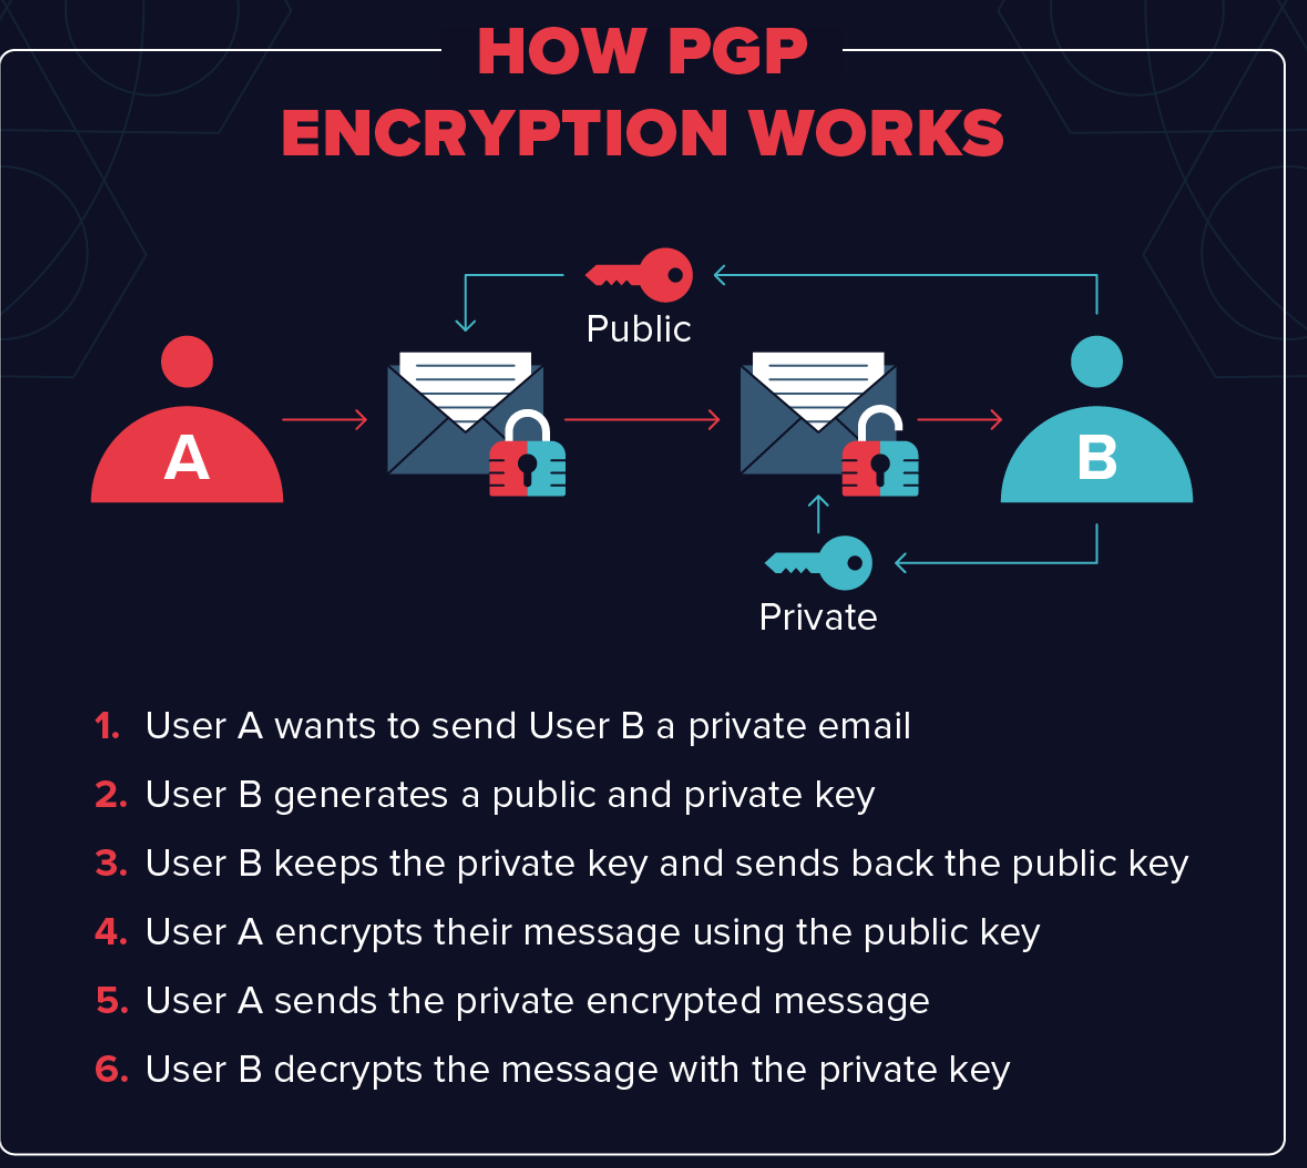 HOW PGP
ENCRYPTION WORKS
Public
A
B
Private
1. User A wants to send User B a private email
2. User B generates a public and private key
3. User B keeps the private key and sends back the public key
4. User A encrypts their message using the public key
5. User A sends the private encrypted message
6. User B decrypts the message with the private key